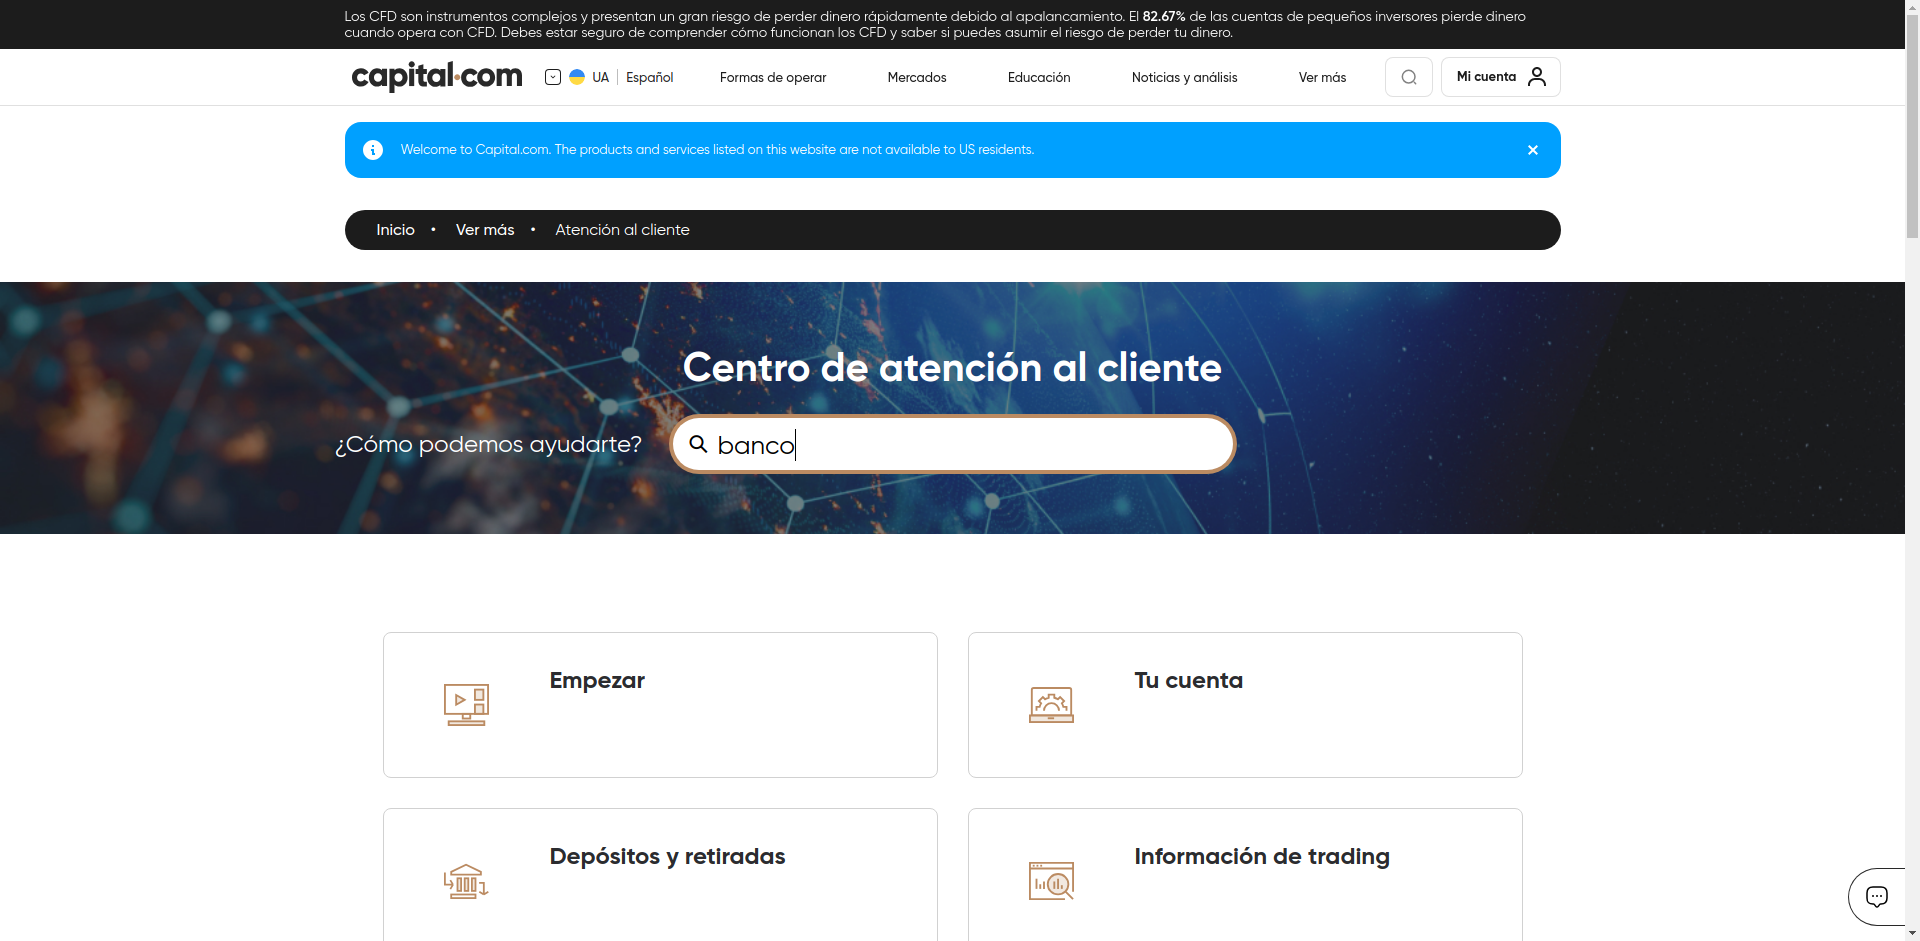 Los CFD son instrumentos complejos y presentan un gran riesgo de perder dinero rápidamente debido al apalancamiento. El 82.67% de las cuentas de pequeños inversores pierde dinero
cuando opera con CFD. Debes estar seguro de comprender cómo funcionan los CFD y saber si puedes asumir el riesgo de perder tu dinero.
capital.com UA Español Formas de operar Mercados Educación Noticias y análisis Ver más Mi cuenta
Welcome to Capital.com. The products and services listed on this website are not available to US residents.
Inicio • Ver más • Atención al cliente
Centro de atención al cliente
¿Cómo podemos ayudarte? banco
Empezar Tu cuenta
Depósitos y retiradas Información de trading